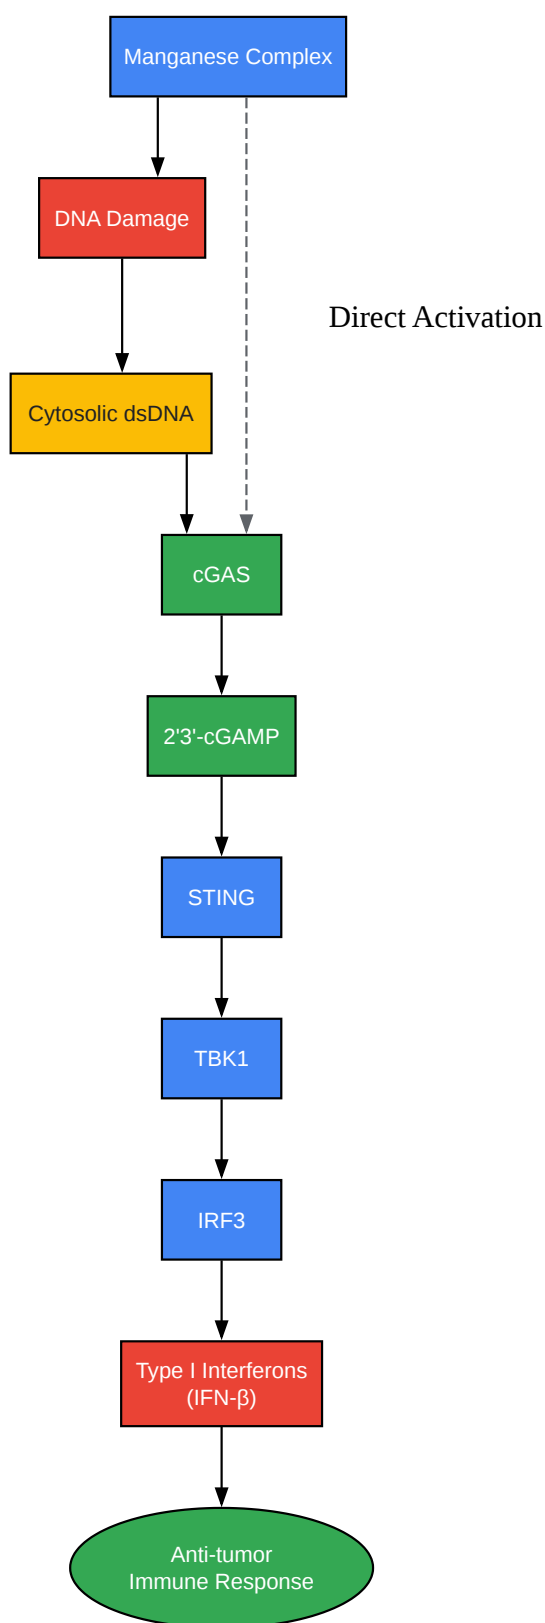 Manganese Complex
DNA Damage
Direct Activation
Cytosolic dsDNA
cGAS
2'3'-cGAMP
STING
TBK1
IRF3
Type I Interferons
(IFN-β)
Anti-tumor
Immune Response